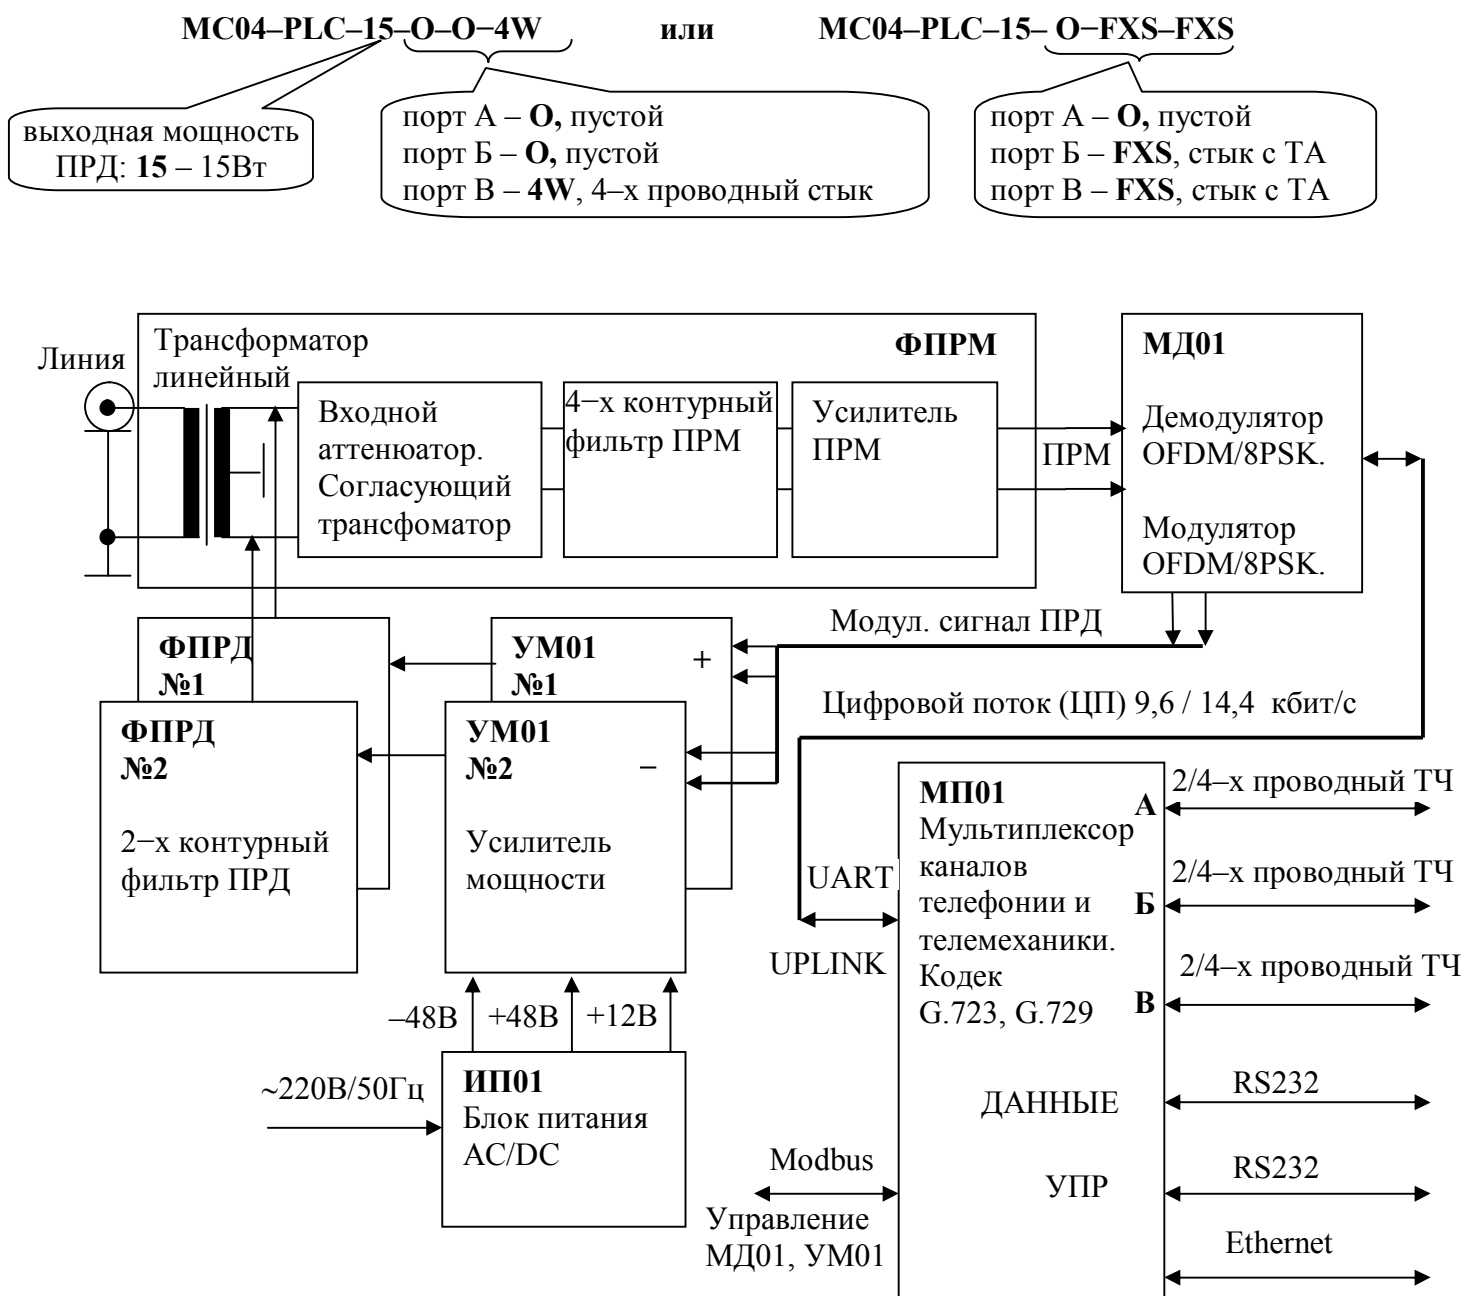 МС04–PLC–15–О–О–4W или МС04–PLC–15– О–FXS–FXS
выходная мощность
ПРД: 15 – 15Вт
порт А – О, пустой
порт Б – О, пустой
порт В – 4W, 4–х проводный стык
порт А – О, пустой
порт Б – FXS, стык с ТА
порт В – FXS, стык с ТА
Линия
Трансформатор
линейный
ФПРМ
Входной
аттенюатор.
Согласующий
трансфоматор
4–х контурный
фильтр ПРМ
Усилитель
ПРМ
ПРМ
МД01
Демодулятор
OFDM/8PSK.
Модулятор
OFDM/8PSK.
Модул. сигнал ПРД
Цифровой поток (ЦП) 9,6 / 14,4 кбит/с
ФПРД
№1
ФПРД
№2
2–х контурный
фильтр ПРД
УМ01
№1
+
УМ01
№2
–
Усилитель
мощности
–48В +48В +12В
~220В/50Гц
ИП01
Блок питания
AC/DC
UART
UPLINK
МП01
Мультиплексор
каналов
телефонии и
телемеханики.
Кодек
G.723, G.729
А
2/4–х проводный ТЧ
Б
2/4–х проводный ТЧ
В
2/4–х проводный ТЧ
ДАННЫЕ
RS232
УПР
RS232
Ethernet
Modbus
Управление
МД01, УМ01